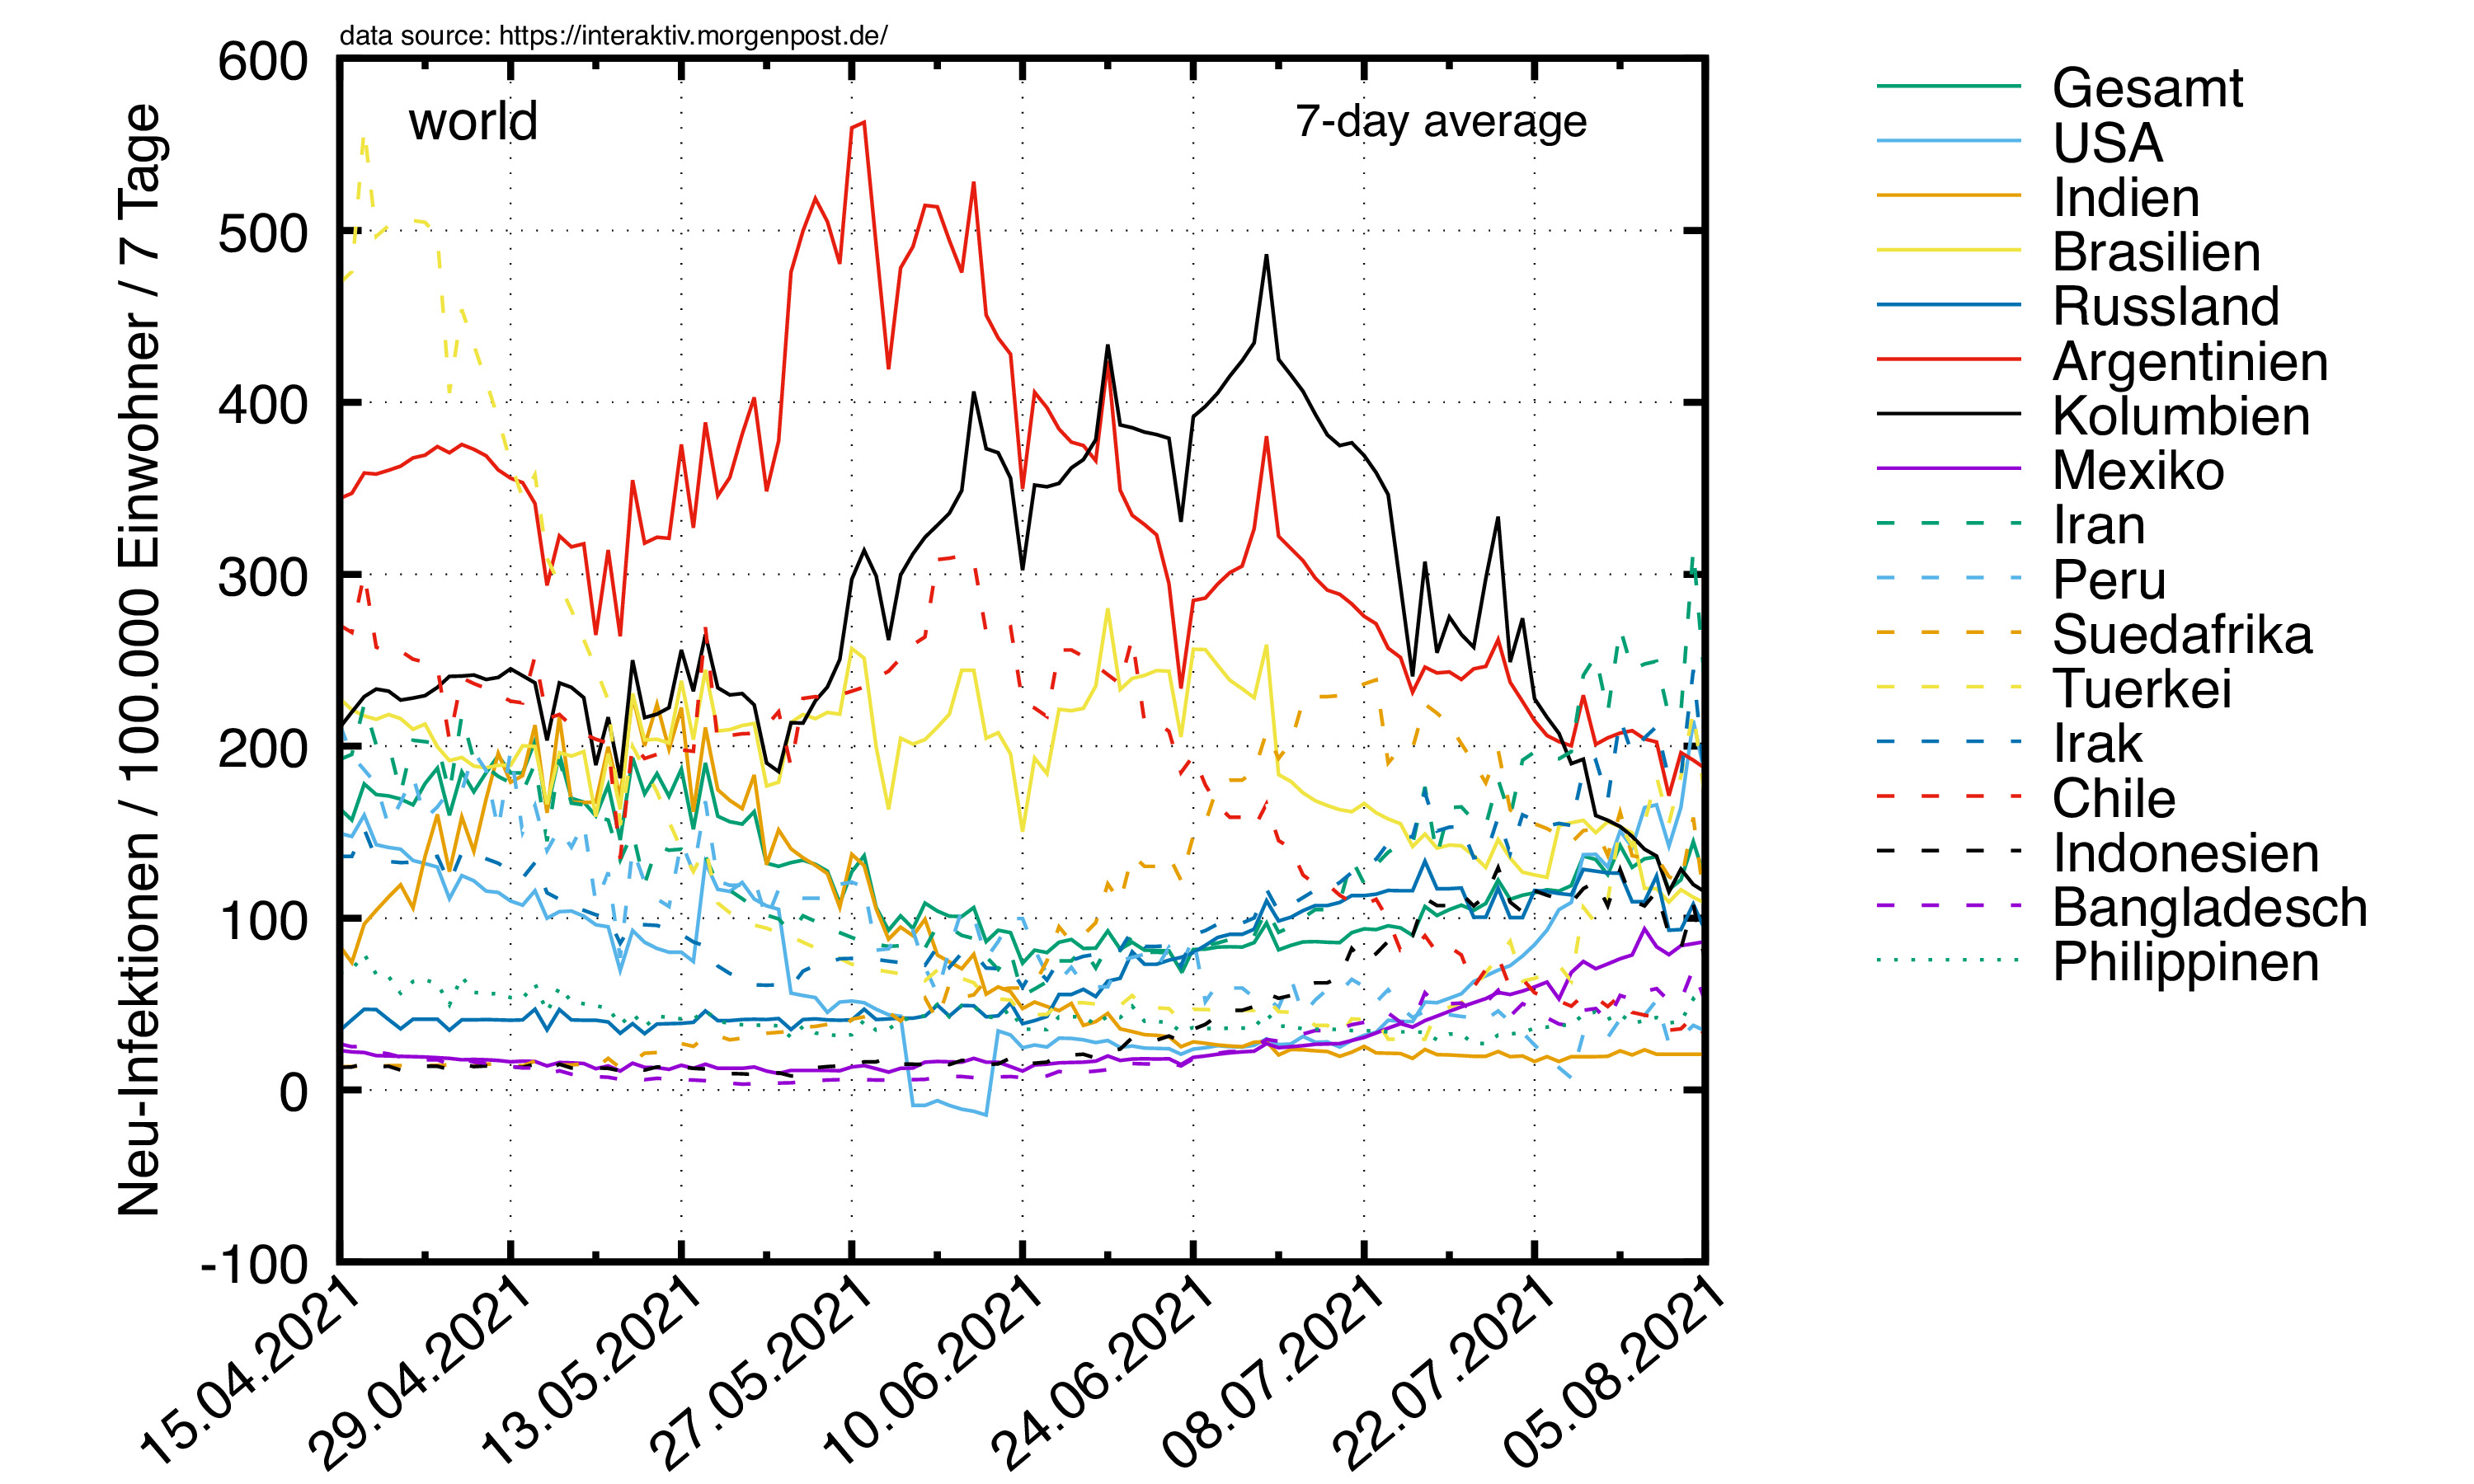 data source: https://interaktiv.morgenpost.de/
world
7-day average
Neu-Infektionen / 100.000 Einwohner / 7 Tage
600
500
400
300
200
100
0
-100
15.04.2021
29.04.2021
13.05.2021
27.05.2021
10.06.2021
24.06.2021
08.07.2021
22.07.2021
05.08.2021
Gesamt
USA
Indien
Brasilien
Russland
Argentinien
Kolumbien
Mexiko
Iran
Peru
Suedafrika
Tuerkei
Irak
Chile
Indonesien
Bangladesch
Philippinen